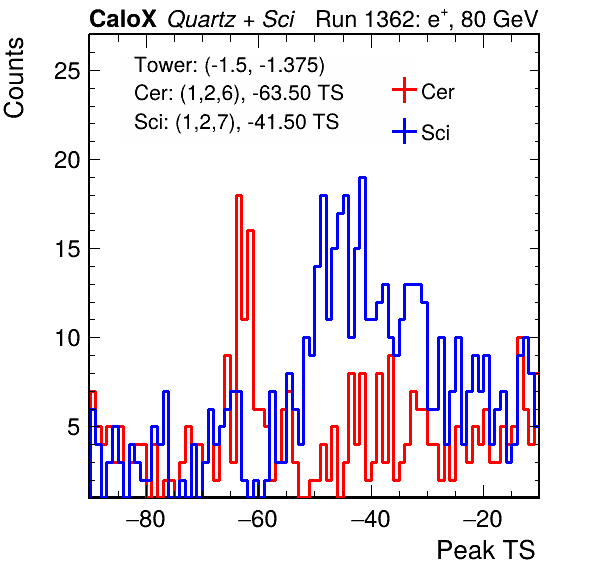 CaloX Quartz + Sci Run 1362: e+, 80 GeV
Counts
Tower: (-1.5, -1.375)
Cer: (1,2,6), -63.50 TS
Sci: (1,2,7), -41.50 TS
Cer
Sci
25
20
15
10
5
−80 −60 −40 −20
Peak TS